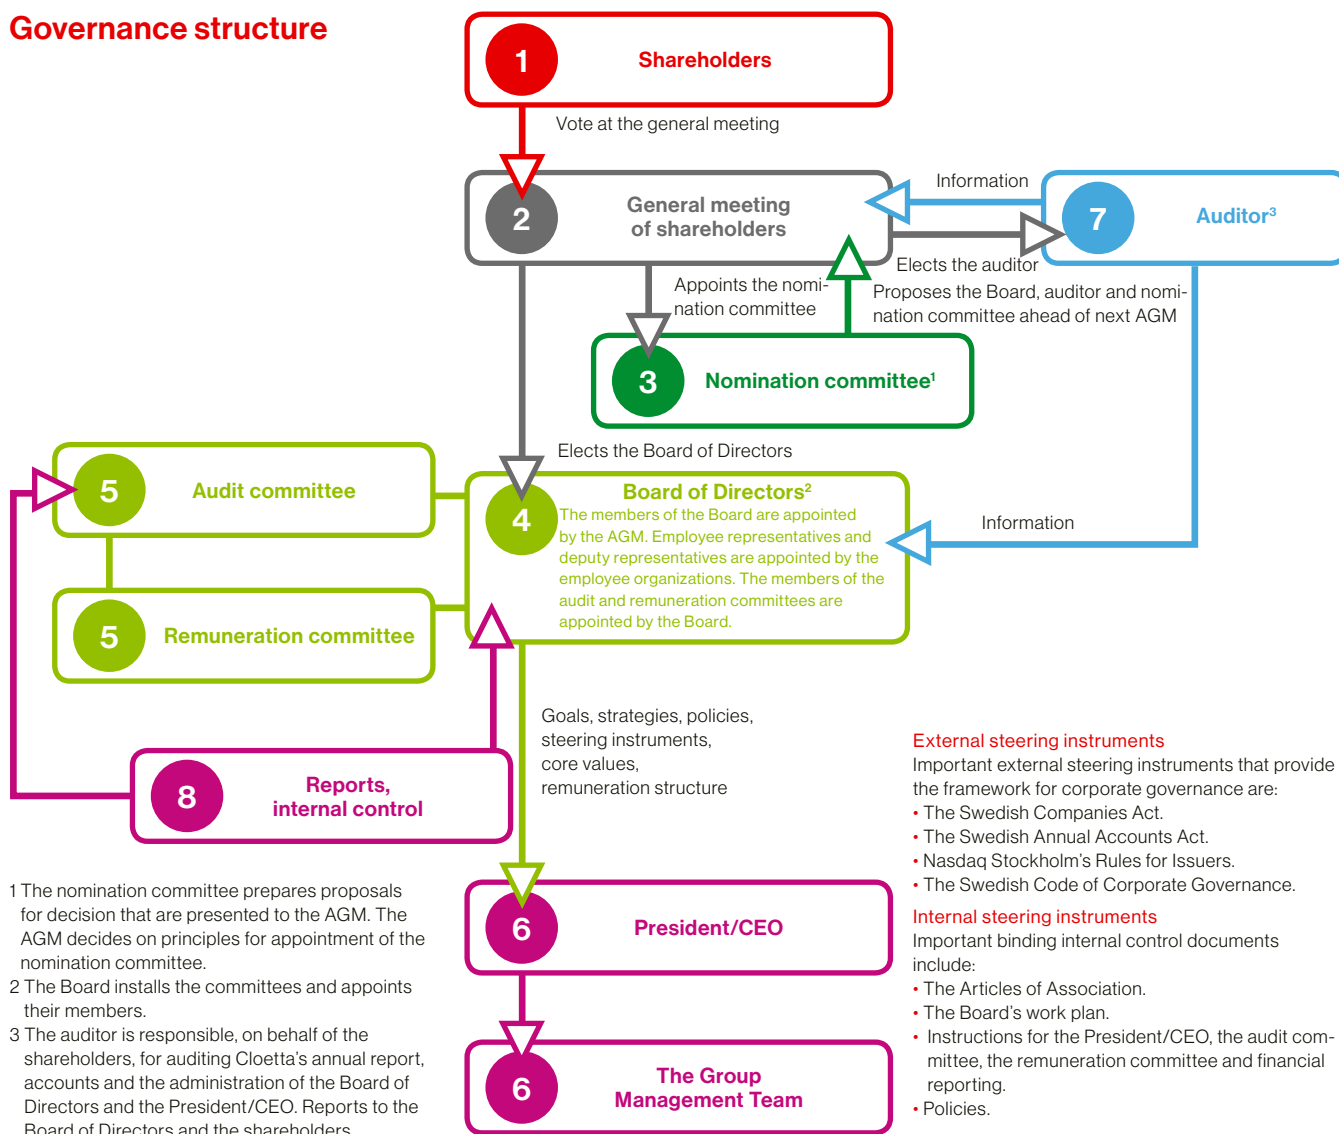 Governance structure
1
Shareholders
Vote at the general meeting
2
General meeting
of shareholders
Information
7
Auditor³
Elects the auditor
Appoints the nomi-
nation committee
Proposes the Board, auditor and nomi-
nation committee ahead of next AGM
3
Nomination committee¹
Elects the Board of Directors
5
Audit committee
4
Board of Directors²
The members of the Board are appointed
by the AGM. Employee representatives and
deputy representatives are appointed by the
employee organizations. The members of the
audit and remuneration committees are
appointed by the Board.
Information
5
Remuneration committee
Goals, strategies, policies,
steering instruments,
core values,
remuneration structure
8
Reports,
internal control
6
President/CEO
6
The Group
Management Team
1 The nomination committee prepares proposals
for decision that are presented to the AGM. The
AGM decides on principles for appointment of the
nomination committee.
2 The Board installs the committees and appoints
their members.
3 The auditor is responsible, on behalf of the
shareholders, for auditing Cloetta's annual report,
accounts and the administration of the Board of
Directors and the President/CEO. Reports to the
Board of Directors and the shareholders
External steering instruments
Important external steering instruments that provide
the framework for corporate governance are:
• The Swedish Companies Act.
• The Swedish Annual Accounts Act.
• Nasdaq Stockholm's Rules for Issuers.
• The Swedish Code of Corporate Governance.
Internal steering instruments
Important binding internal control documents
include:
• The Articles of Association.
• The Board's work plan.
• Instructions for the President/CEO, the audit com-
mittee, the remuneration committee and financial
reporting.
• Policies.